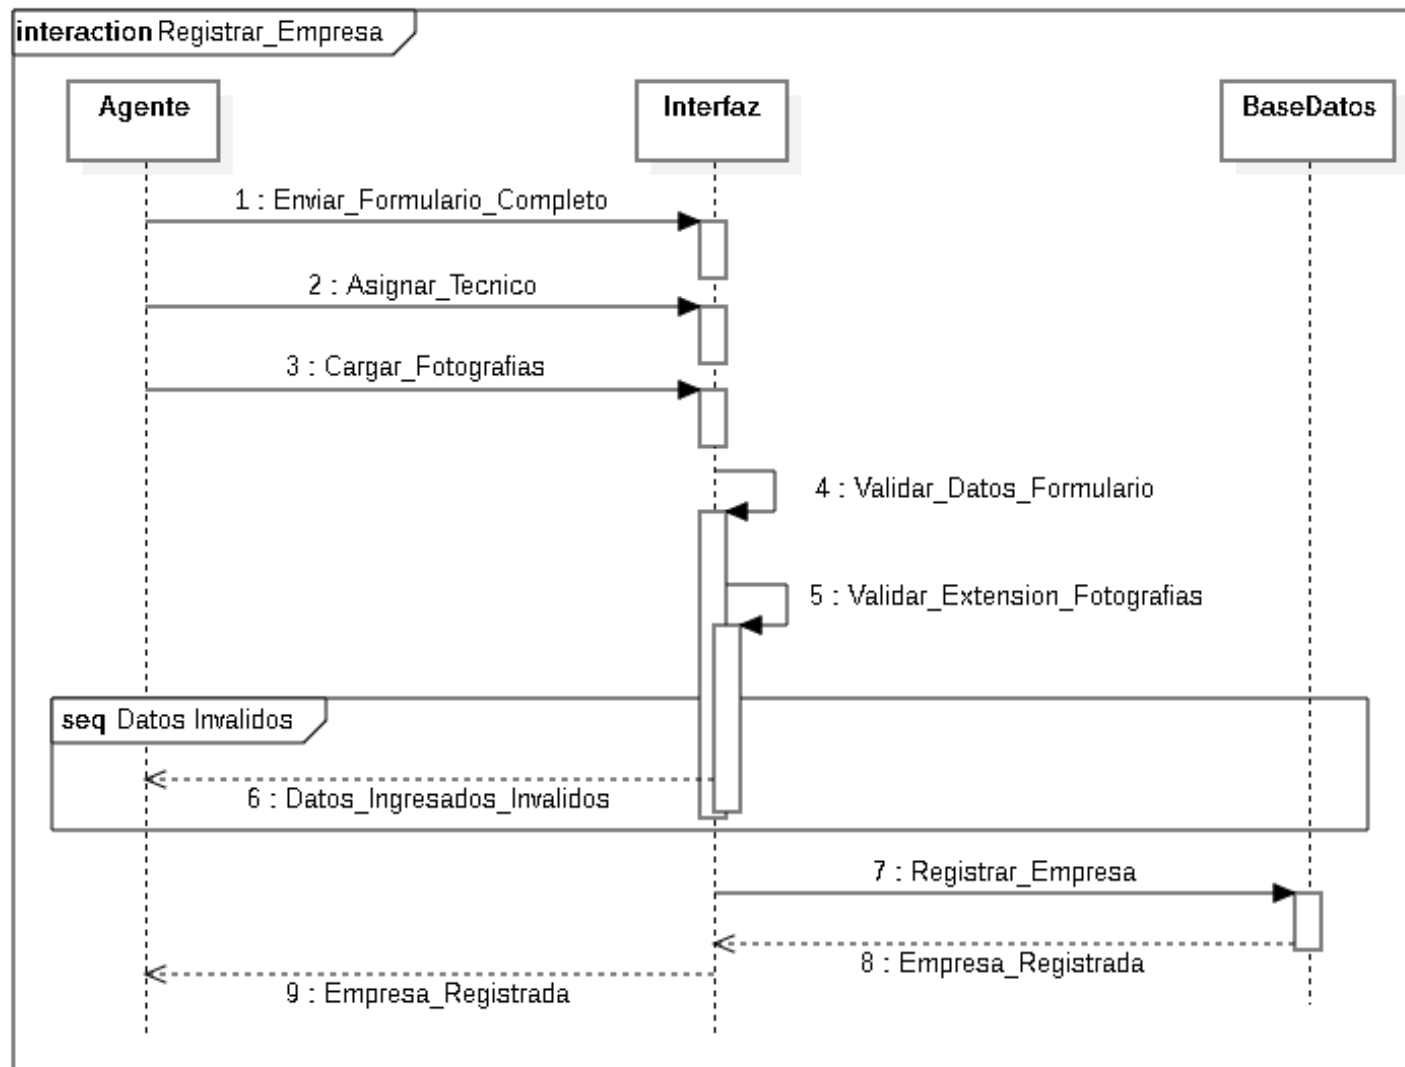 interaction Registrar_Empresa
Agente
Interfaz
BaseDatos
1 : Enviar_Formulario_Completo
2 : Asignar_Tecnico
3 : Cargar_Fotografias
4 : Validar_Datos_Formulario
5 : Validar_Extension_Fotografias
seq Datos Invalidos
6 : Datos_Ingresados_Invalidos
7 : Registrar_Empresa
8 : Empresa_Registrada
9 : Empresa_Registrada